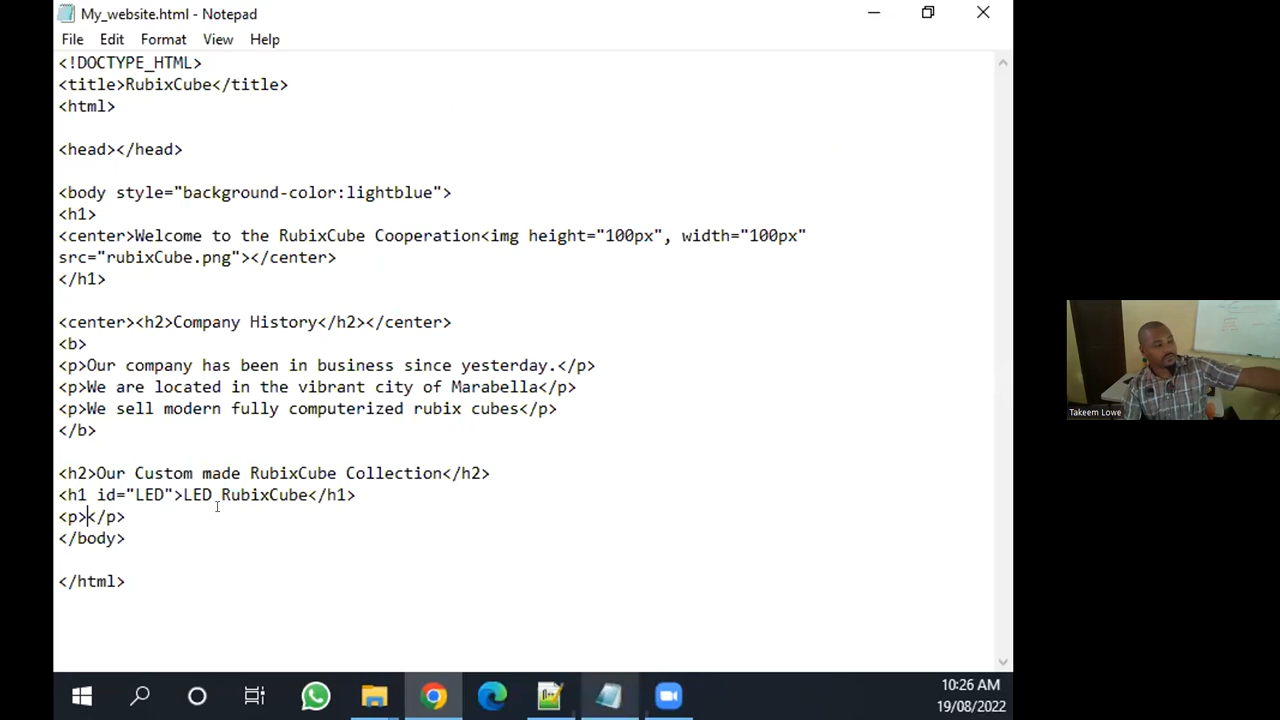 My_website.html - Notepad
File Edit Format View Help
<!DOCTYPE_HTML>
<title>RubixCube</title>
<html>
<head></head>
<body style="background-color:lightblue">
<h1>
<center>Welcome to the RubixCube Cooperation<img height="100px", width="100px"
src="rubixCube.png"></center>
</h1>
<center><h2>Company History</h2></center>
<b>
<p>Our company has been in business since yesterday.</p>
<p>We are located in the vibrant city of Marabella</p>
<p>We sell modern fully computerized rubix cubes</p>
</b>
<h2>Our Custom made RubixCube Collection</h2>
<h1 id="LED">LED RubixCube</h1>
<p></p>
</body>
</html>
Takeem Lowe
10:26 AM
19/08/2022